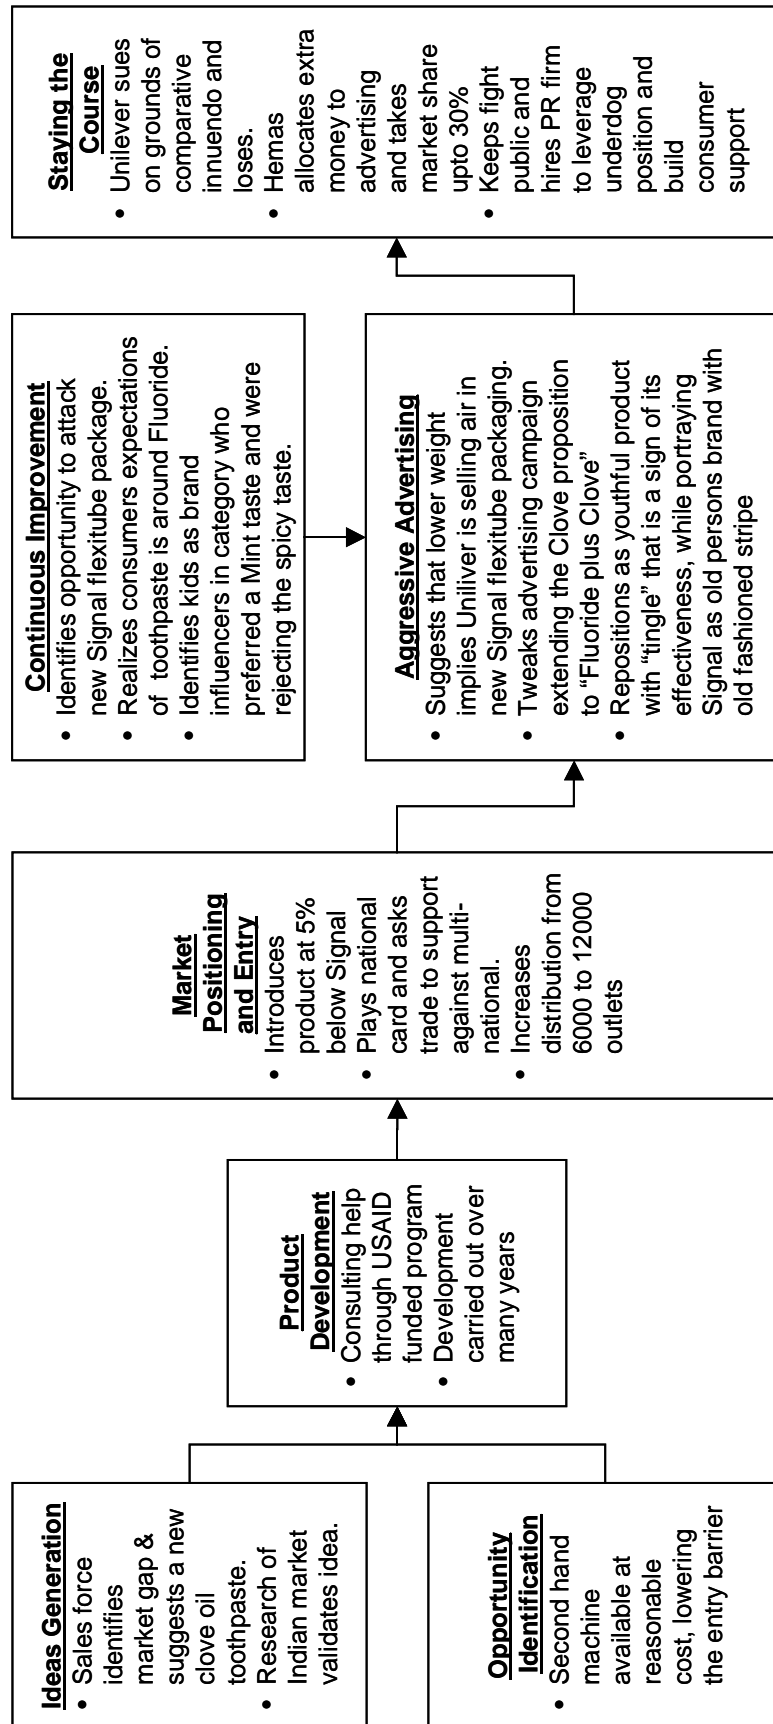 Ideas Generation
• Sales force
identifies
market gap &
suggests a new
clove oil
toothpaste.
• Research of
Indian market
validates idea.
Opportunity
Identification
• Second hand
machine
available at
reasonable
cost, lowering
the entry barrier
Product
Development
• Consulting help
through USAID
funded program
• Development
carried out over
many years
Market
Positioning
and Entry
• Introduces
product at 5%
below Signal
• Plays national
card and asks
trade to support
against multi-
national.
• Increases
distribution from
6000 to 12000
outlets
Continuous Improvement
• Identifies opportunity to attack
new Signal flexitube package.
• Realizes consumers expectations
of toothpaste is around Fluoride.
• Identifies kids as brand
influencers in category who
preferred a Mint taste and were
rejecting the spicy taste.
Aggressive Advertising
• Suggests that lower weight
implies Uniliver is selling air in
new Signal flexitube packaging.
• Tweaks advertising campaign
extending the Clove proposition
to “Fluoride plus Clove”
• Repositions as youthful product
with “tingle” that is a sign of its
effectiveness, while portraying
Signal as old persons brand with
old fashioned stripe
Staying the
Course
• Unilever sues
on grounds of
comparative
innuendo and
loses.
• Hemas
allocates extra
money to
advertising
and takes
market share
upto 30%
• Keeps fight
public and
hires PR firm
to leverage
underdog
position and
build
consumer
support